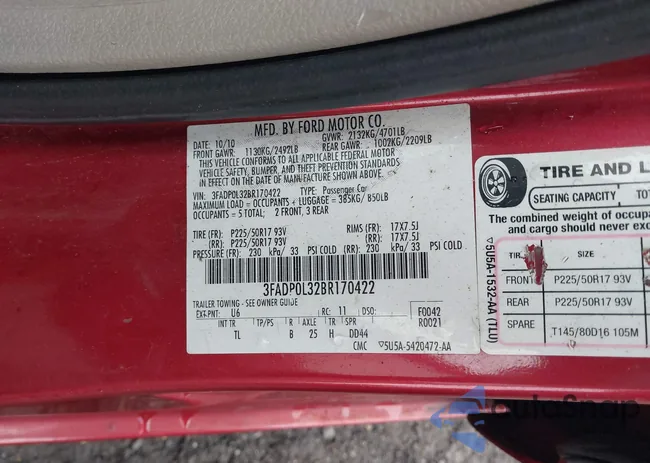 MFD. BY FORD MOTOR CO.
DATE: 10/10 GVWR: 2132KG/4701LB
FRONT GAWR: 1130KG/2492LB REAR GAWR: 1002KG/2209LB
THIS VEHICLE CONFORMS TO ALL APPLICABLE FEDERAL MOTOR
VEHICLE SAFETY, BUMPER, AND THEFT PREVENTION STANDARDS
IN EFFECT ON THE DATE OF MANUFACTURE SHOWN ABOVE.
VIN: 3FADP0L32BR170422 TYPE: Passenger Car
MAXIMUM LOAD = OCCUPANTS + LUGGAGE = 385KG/ 850LB
OCCUPANTS = 5 TOTAL: 2 FRONT, 3 REAR
TIRE (FR): P225/50R17 93V RIMS (FR): 17X7.5J
(RR): P225/50R17 93V (RR): 17X7.5J
PRESSURE (FR): 230 kPa/ 33 PSI COLD (RR): 230 kPa/ 33 PSI COLD
3FADP0L32BR170422
TRAILER TOWING - SEE OWNER GUIDE
EXT PNT: U6 RC: 11 DSO: F0042
R0021
INT TR TP/PS R AXLE TR SPR
TL B 25 H DD44
CMC ▽5U5A-5420472-AA
TIRE AND L
SEATING CAPACITY TO
The combined weight of occupa
and cargo should never exc
TIR SIZE
FRONT P225/50R17 93V
REAR P225/50R17 93V
SPARE T145/80D16 105M
▽5U5A-1532-AA (TLU)
AutoSnap